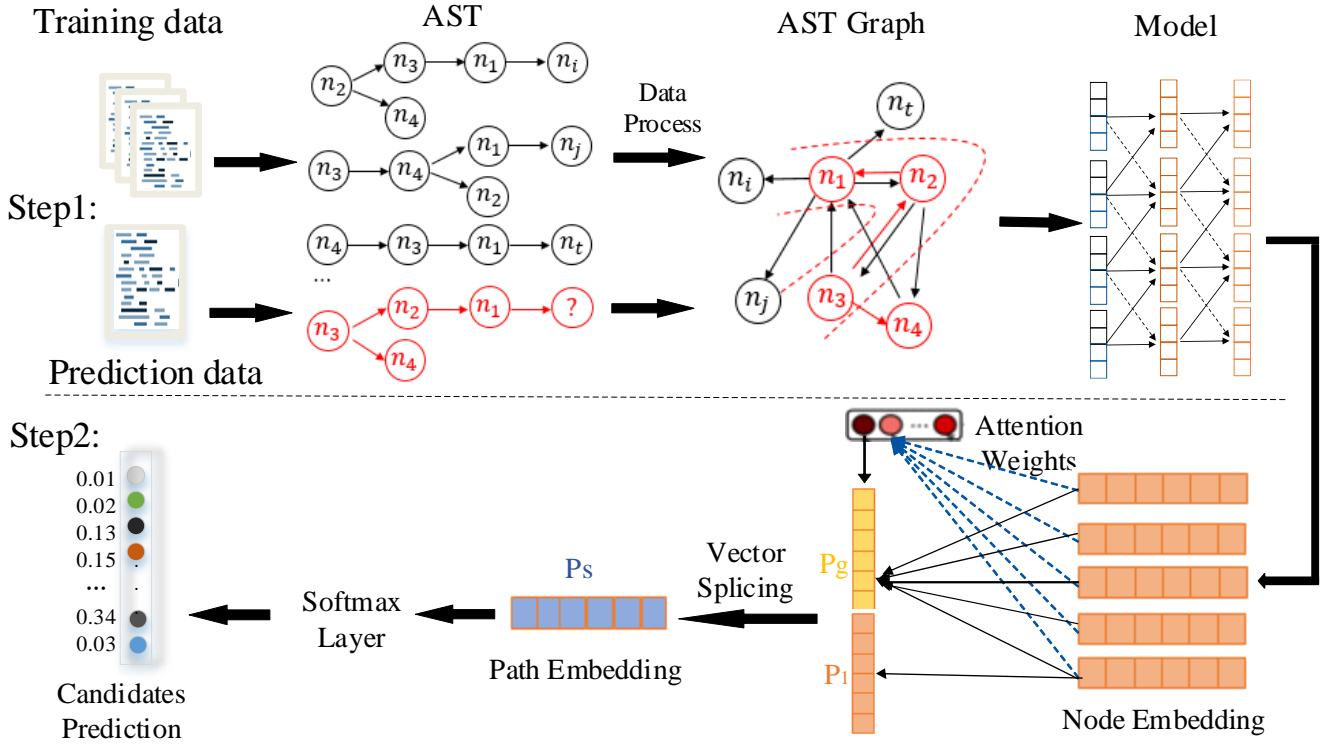 Training data
AST
AST Graph
Model
n₃ n₁ nᵢ
n₂
n₄
Data
Process
nₜ
n₁ nⱼ
n₃ n₄
n₂
nᵢ n₁ n₂
Step1:
n₄ n₃ n₁ nₜ
...
nⱼ n₃ n₄
n₂ n₁ ?
n₃
n₄
Prediction data
Step2:
...
Attention
Weights
0.01
0.02
0.13
0.15
...
0.34
0.03
Candidates
Prediction
Softmax
Layer
Ps
Path Embedding
Vector
Splicing
Pg
P₁
Node Embedding